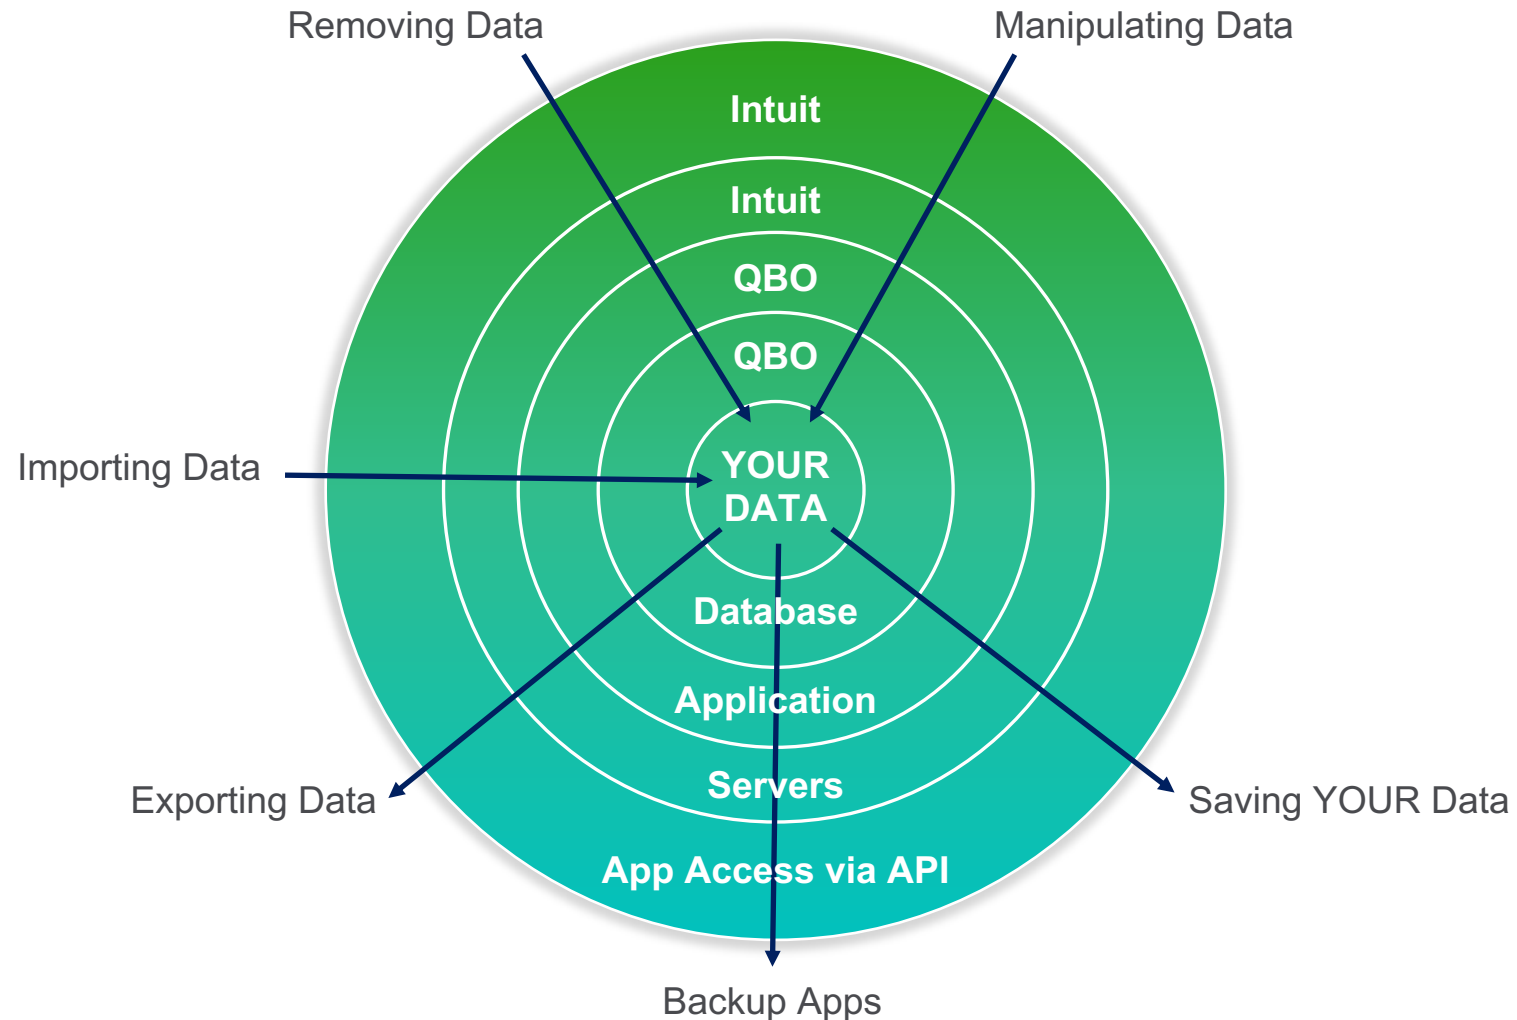 Removing Data
Manipulating Data
Intuit
Intuit
QBO
QBO
Importing Data
YOUR
DATA
Database
Application
Servers
Exporting Data
Saving YOUR Data
App Access via API
Backup Apps